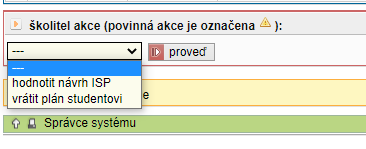 školitel akce (povinná akce je označena ):
---
proveď
---
hodnotit návrh ISP
vrátit plán studentovi
e
Správce systému